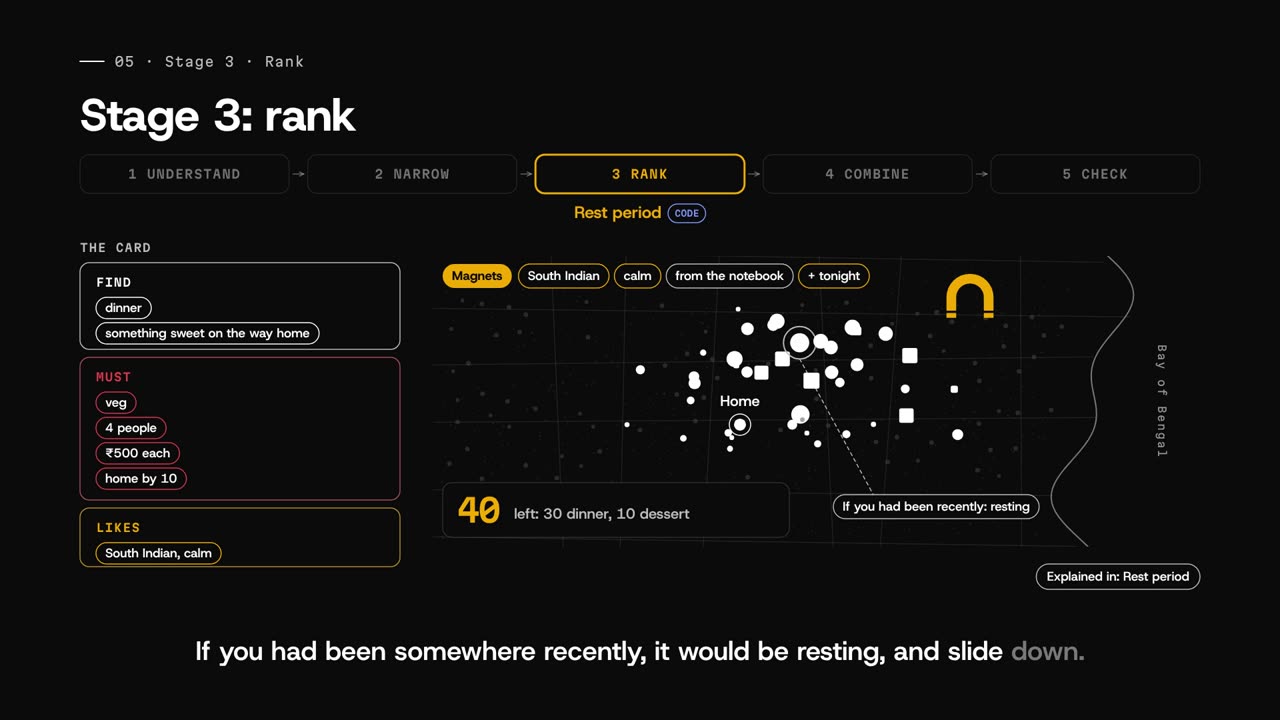 05 · Stage 3 · Rank
Stage 3: rank
1 UNDERSTAND → 2 NARROW → 3 RANK → 4 COMBINE → 5 CHECK
Rest period CODE
THE CARD
FIND
dinner
something sweet on the way home
MUST
veg
4 people
₹500 each
home by 10
LIKES
South Indian, calm
Magnets South Indian calm from the notebook + tonight
Home
Bay of Bengal
40 left: 30 dinner, 10 dessert
If you had been recently: resting
Explained in: Rest period
If you had been somewhere recently, it would be resting, and slide down.